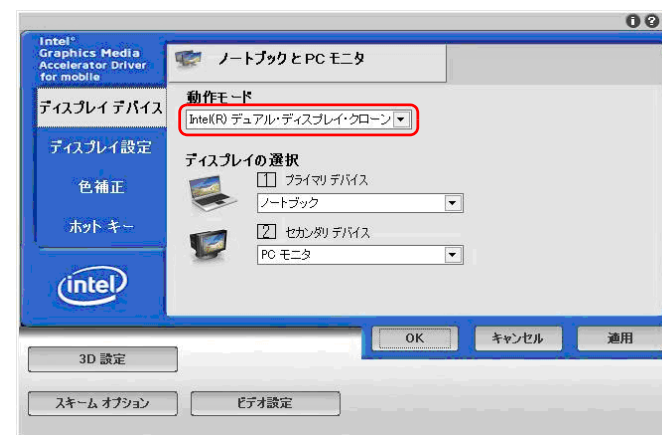 Intel®
Graphics Media
Accelerator Driver
for mobile
ノートブックと PC モニタ
ディスプレイ デバイス
ディスプレイ設定
色補正
ホット キー
intel
動作モード
Intel(R) デュアル・ディスプレイ・クローン
ディスプレイの選択
1 プライマリ デバイス
ノートブック
2 セカンダリ デバイス
PC モニタ
OK
キャンセル
適用
3D 設定
スキーム オプション
ビデオ設定